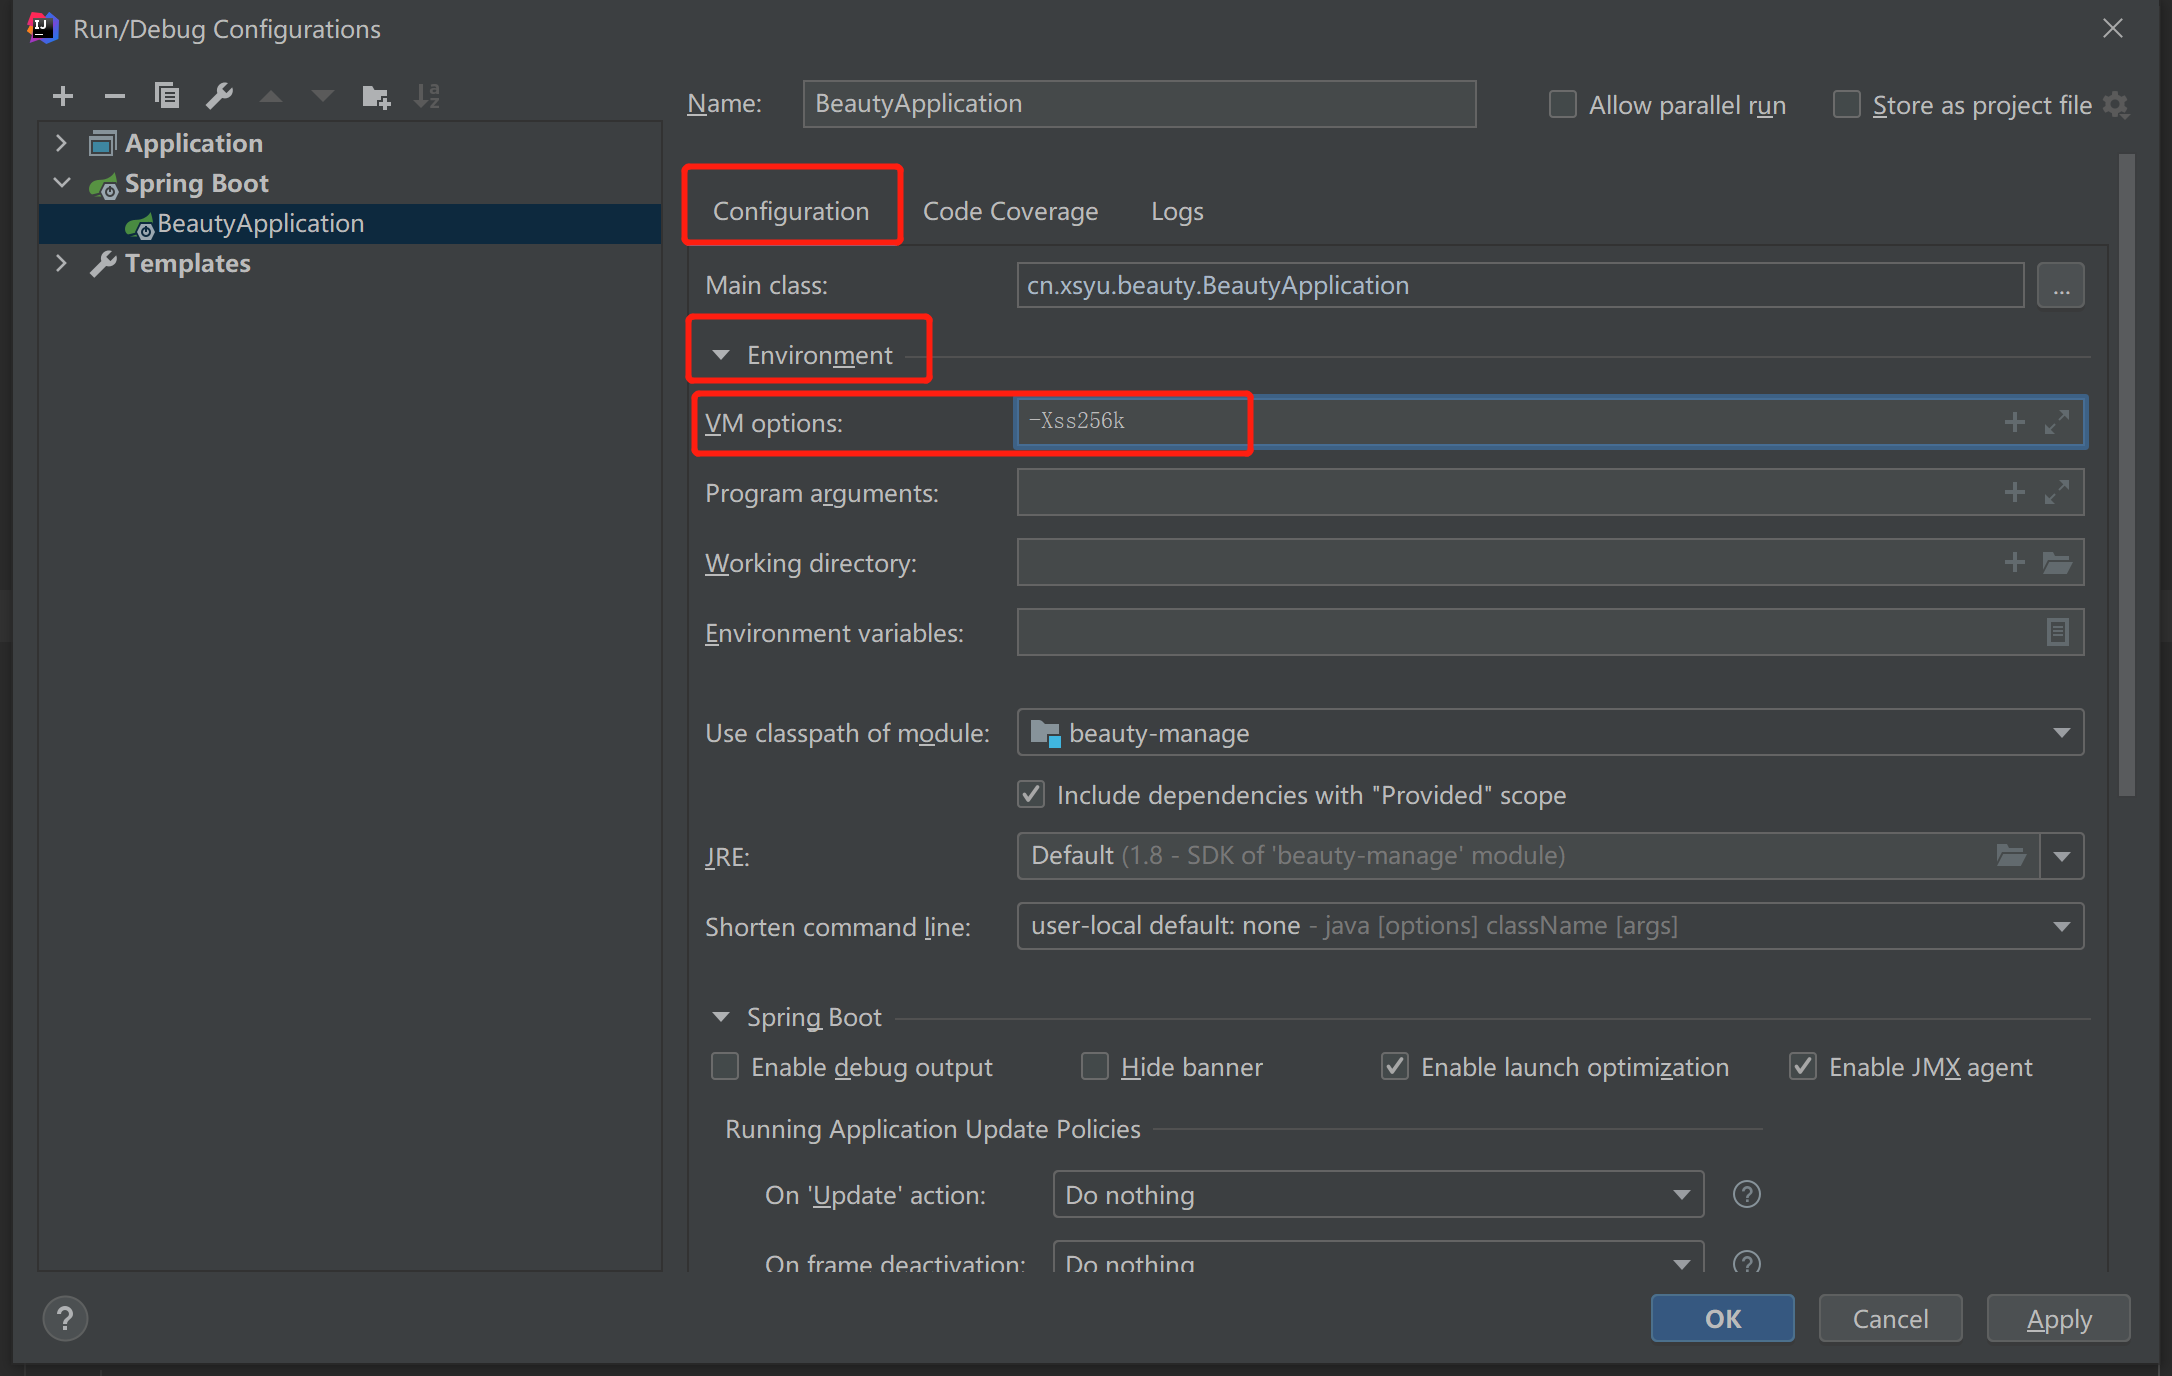 Run/Debug Configurations
Application
Spring Boot
BeautyApplication
Templates
Name: BeautyApplication Allow parallel run Store as project file
Configuration Code Coverage Logs
Main class: cn.xsyu.beauty.BeautyApplication ...
Environment
VM options: -Xss256k
Program arguments:
Working directory:
Environment variables:
Use classpath of module: beauty-manage
Include dependencies with "Provided" scope
JRE: Default (1.8 - SDK of 'beauty-manage' module)
Shorten command line: user-local default: none - java [options] className [args]
Spring Boot
Enable debug output Hide banner Enable launch optimization Enable JMX agent
Running Application Update Policies
On 'Update' action: Do nothing ?
On frame deactivation: Do nothing ?
? OK Cancel Apply